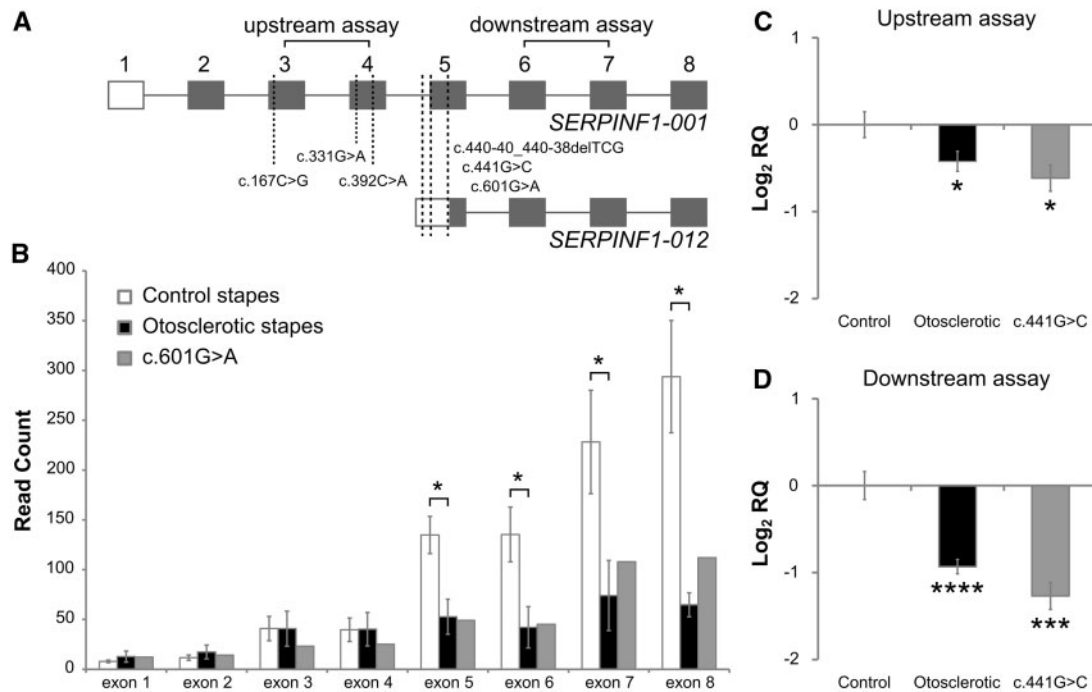 A
upstream assay
downstream assay
1 2 3 4 5 6 7 8
SERPINF1-001
c.167C>G
c.331G>A
c.392C>A
c.440-40_440-38delTCG
c.441G>C
c.601G>A
SERPINF1-012
B
400
350
300
250
200
150
100
50
0
Read Count
Control stapes
Otosclerotic stapes
c.601G>A
*
*
*
*
exon 1 exon 2 exon 3 exon 4 exon 5 exon 6 exon 7 exon 8
C
Upstream assay
1
0
-1
-2
Log2 RQ
*
*
Control Otosclerotic c.441G>C
D
Downstream assay
1
0
-1
-2
Log2 RQ
****
***
Control Otosclerotic c.441G>C